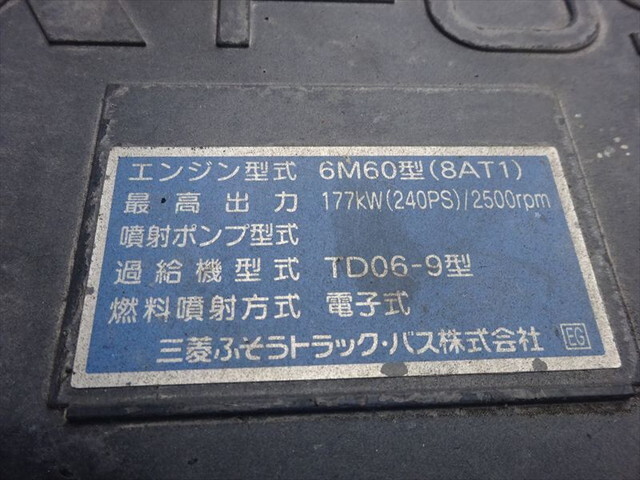 エンジン型式 6M60型(8AT1)
最高出力 177kW(240PS)/2500rpm
噴射ポンプ型式
過給機型式 TD06-9型
燃料噴射方式 電子式
三菱ふそうトラック・バス株式会社 EG